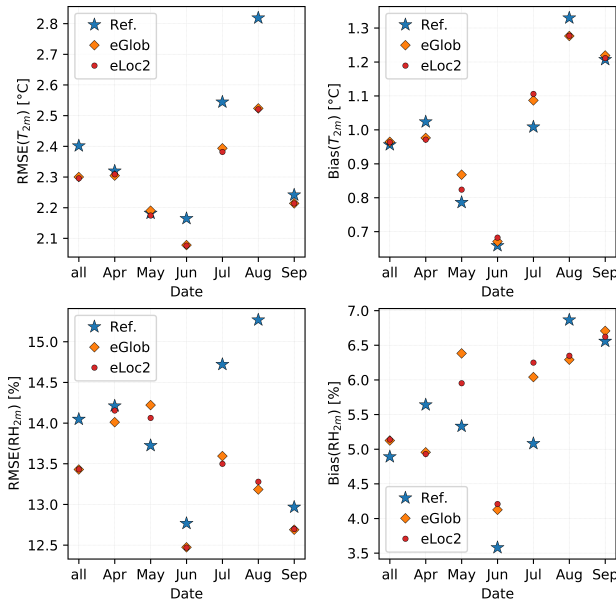 RMSE(T2m) [°C]
2.8
2.7
2.6
2.5
2.4
2.3
2.2
2.1
Ref.
eGlob
eLoc2
all Apr May Jun Jul Aug Sep
Date
Bias(T2m) [°C]
1.3
1.2
1.1
1.0
0.9
0.8
0.7
Ref.
eGlob
eLoc2
all Apr May Jun Jul Aug Sep
Date
RMSE(RH2m) [%]
15.0
14.5
14.0
13.5
13.0
12.5
Ref.
eGlob
eLoc2
all Apr May Jun Jul Aug Sep
Date
Bias(RH2m) [%]
7.0
6.5
6.0
5.5
5.0
4.5
4.0
3.5
Ref.
eGlob
eLoc2
all Apr May Jun Jul Aug Sep
Date